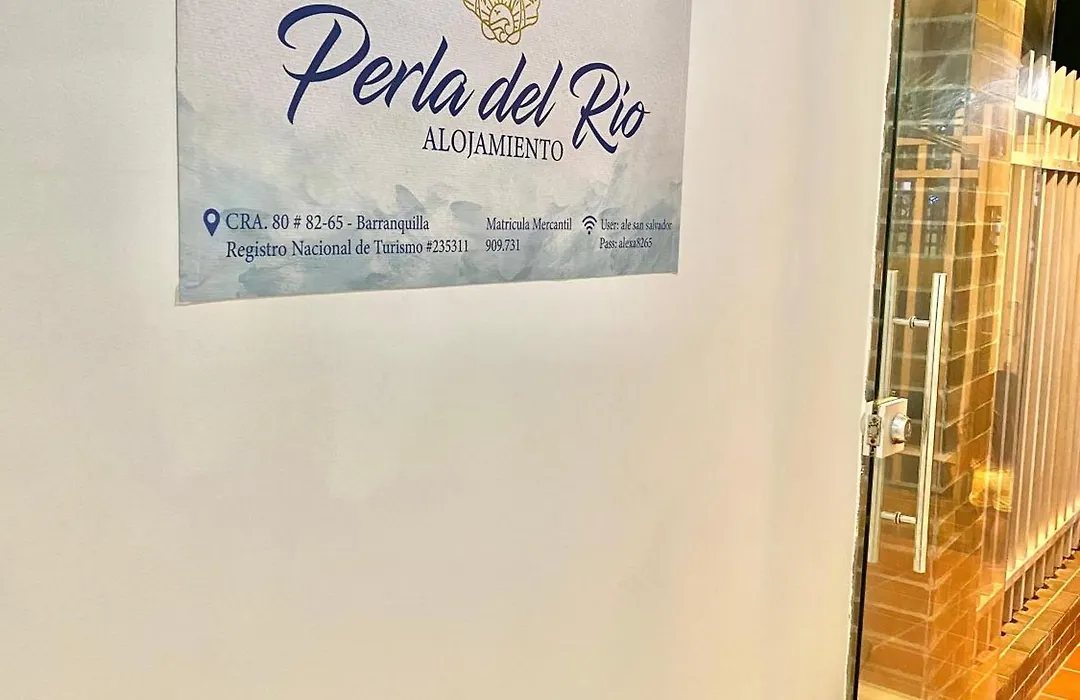 Perla del Rio
ALOJAMIENTO
CRA. 80 # 82-65 - Barranquilla
Registro Nacional de Turismo #235311
Matricula Mercantil
909.731
User: ale san salvador
Pass: alexa8265